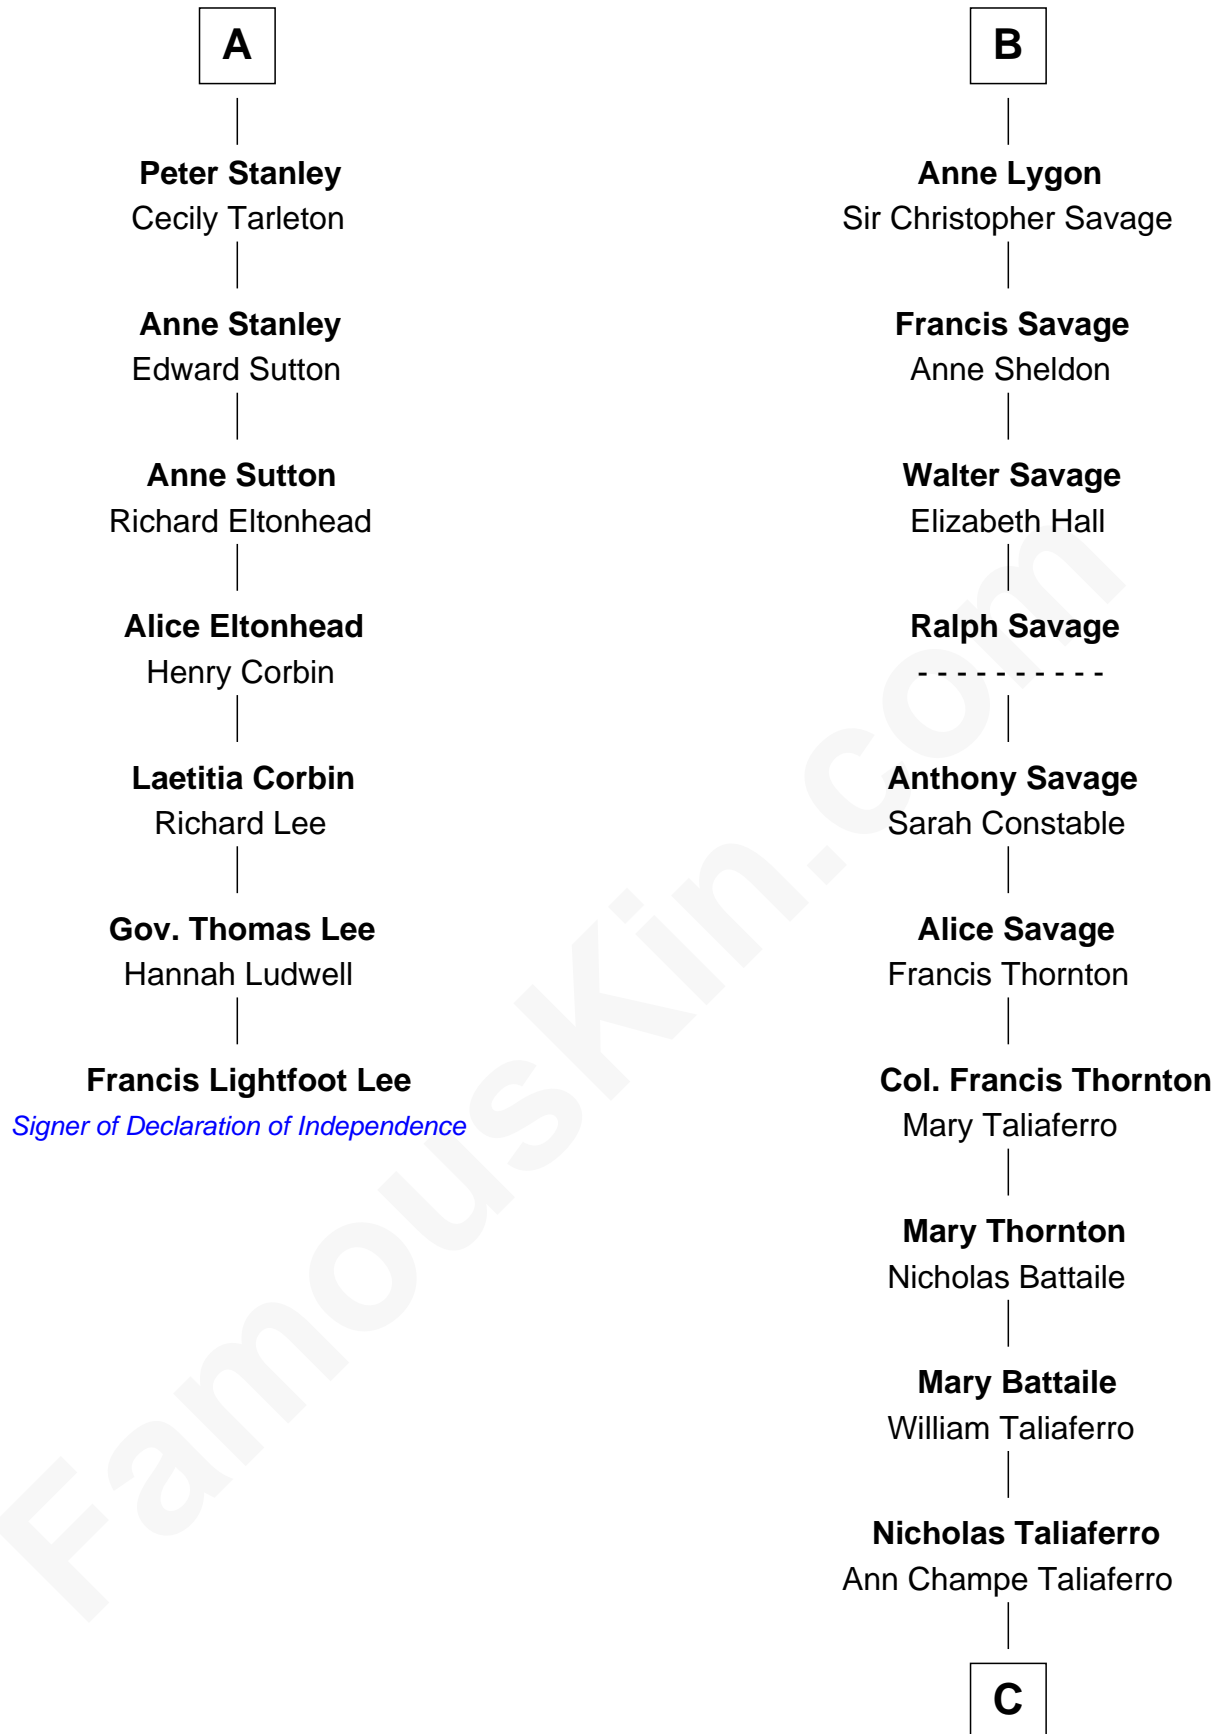 A
Peter Stanley
Cecily Tarleton
Anne Stanley
Edward Sutton
Anne Sutton
Richard Eltonhead
Alice Eltonhead
Henry Corbin
Laetitia Corbin
Richard Lee
Gov. Thomas Lee
Hannah Ludwell
Francis Lightfoot Lee
Signer of Declaration of Independence
B
Anne Lygon
Sir Christopher Savage
Francis Savage
Anne Sheldon
Walter Savage
Elizabeth Hall
Ralph Savage
- - - - - - - - - -
Anthony Savage
Sarah Constable
Alice Savage
Francis Thornton
Col. Francis Thornton
Mary Taliaferro
Mary Thornton
Nicholas Battaile
Mary Battaile
William Taliaferro
Nicholas Taliaferro
Ann Champe Taliaferro
C
FamousKin.com